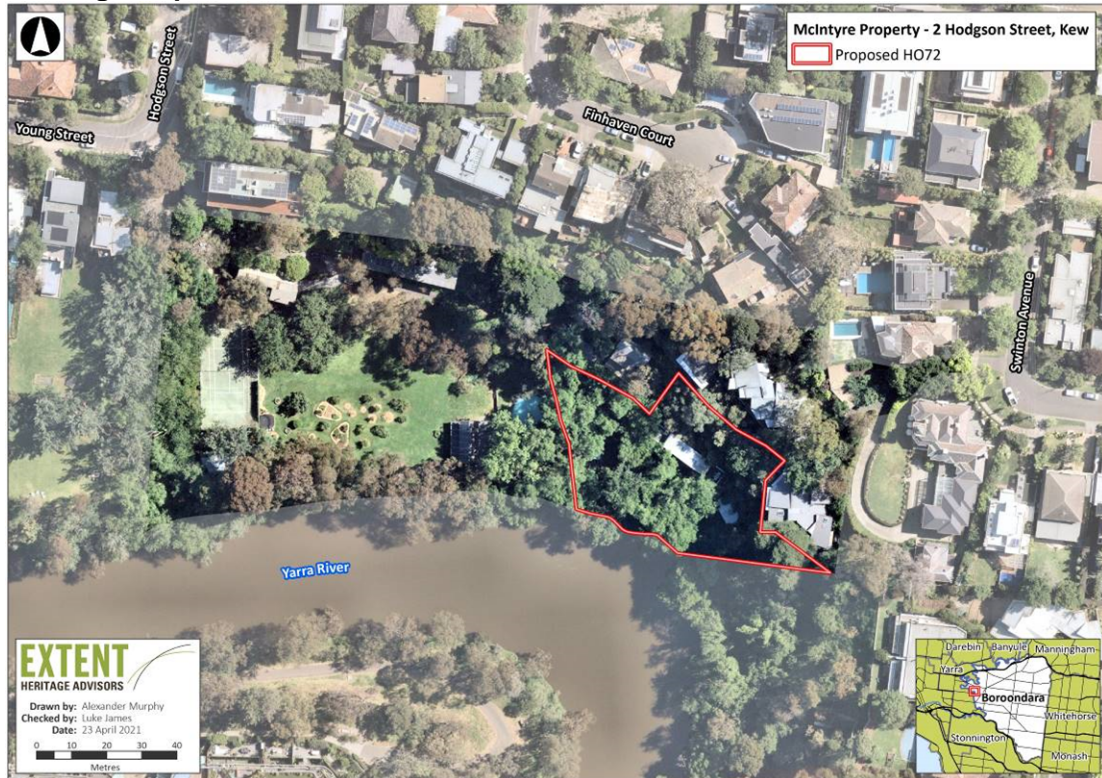 McIntyre Property - 2 Hodgson Street, Kew
Proposed HO72
Hodgson Street
Young Street
Finhaven Court
Swinton Avenue
Yarra River
EXTENT
HERITAGE ADVISORS
Drawn by: Alexander Murphy
Checked by: Luke James
Date: 23 April 2021
0 10 20 30 40
Metres
Darebin Banyule Manningham
Yarra
Boroondara
Whitehorse
Stonnington
Monash